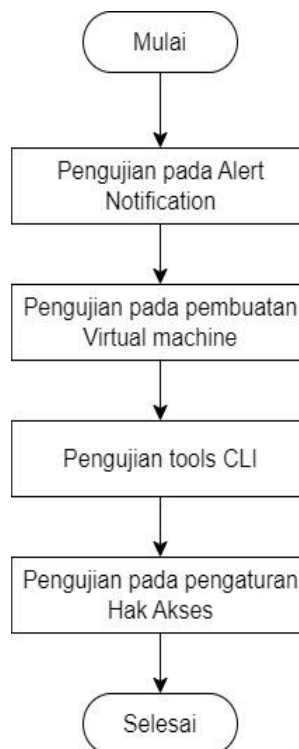 Mulai
Pengujian pada Alert
Notification
Pengujian pada pembuatan
Virtual machine
Pengujian tools CLI
Pengujian pada pengaturan
Hak Akses
Selesai